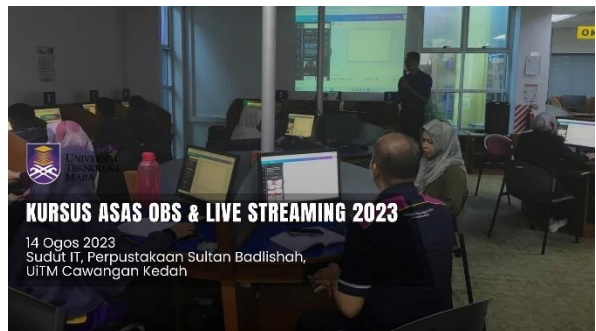 OK
UNIVERSITI
TEKNOLOGI
MARA
KURSUS ASAS OBS & LIVE STREAMING 2023
14 Ogos 2023
Sudut IT, Perpustakaan Sultan Badlishah,
UiTM Cawangan Kedah